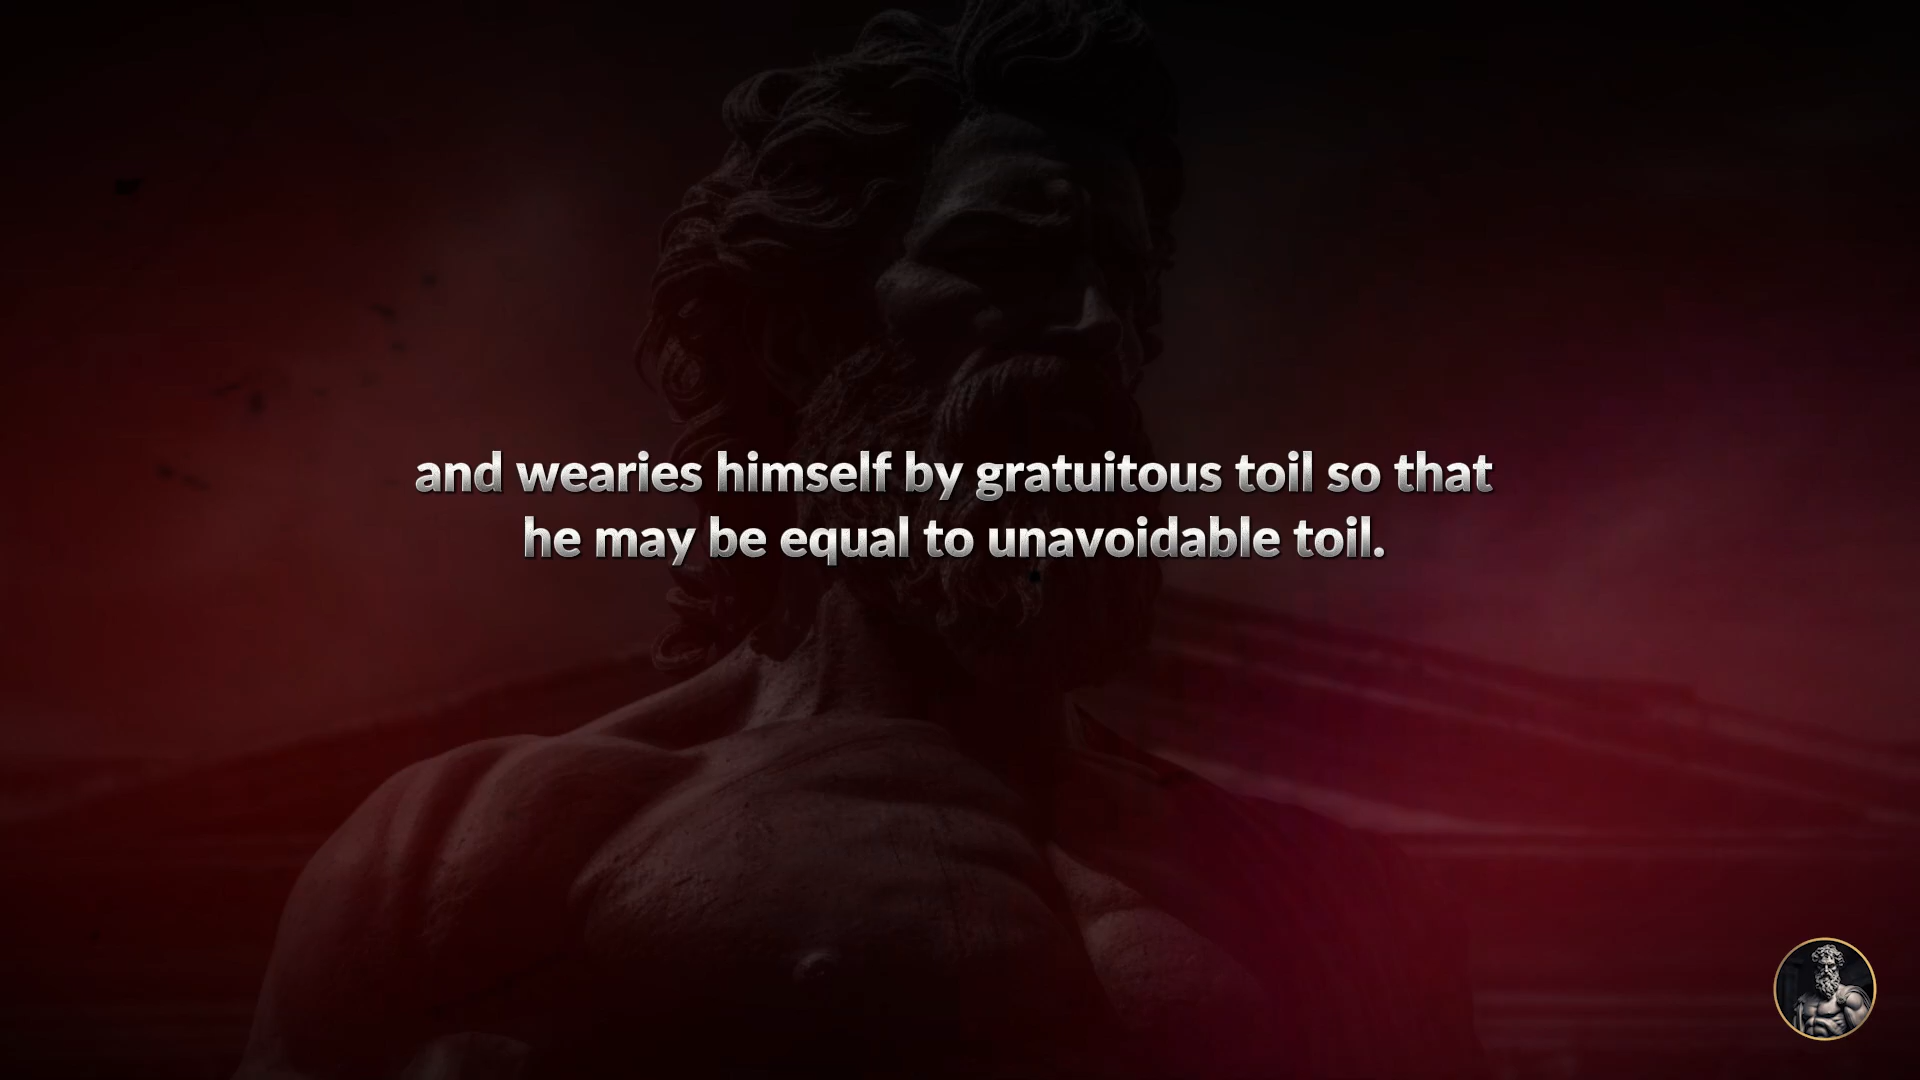 and wearies himself by gratuitous toil so that
he may be equal to unavoidable toil.